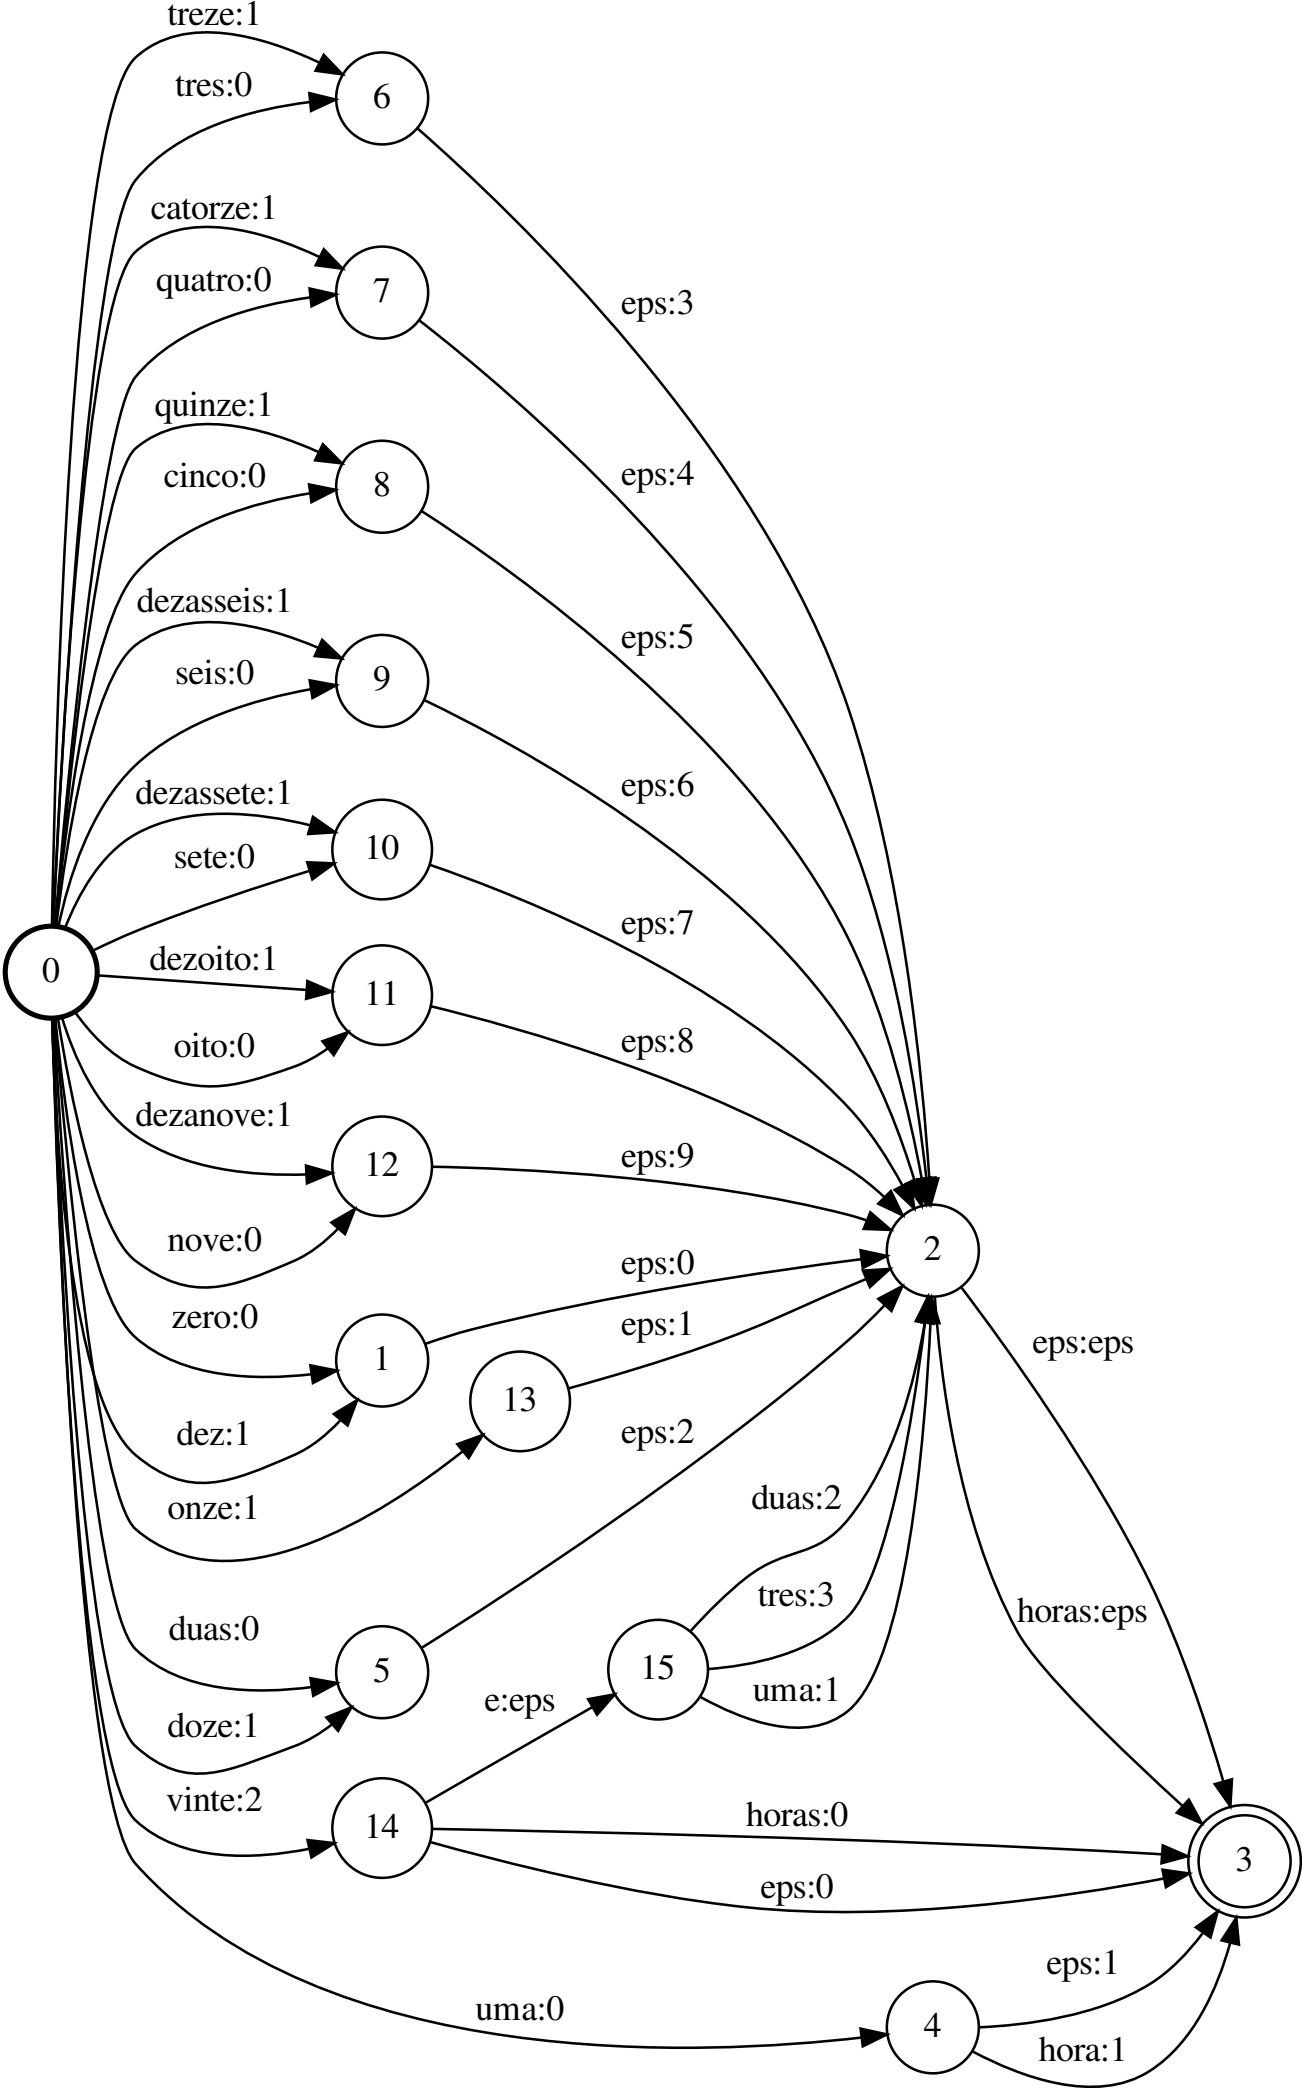 treze:1
tres:0
6
catorze:1
quatro:0
7
eps:3
quinze:1
cinco:0
8
eps:4
dezasseis:1
seis:0
9
eps:5
dezassete:1
sete:0
10
eps:6
0
dezoito:1
oito:0
11
eps:7
eps:8
dezanove:1
12
eps:9
nove:0
2
eps:0
zero:0
1
eps:1
13
eps:eps
dez:1
eps:2
onze:1
duas:2
tres:3
horas:eps
duas:0
5
15
uma:1
e:eps
doze:1
vinte:2
14
horas:0
3
eps:0
eps:1
uma:0
4
hora:1